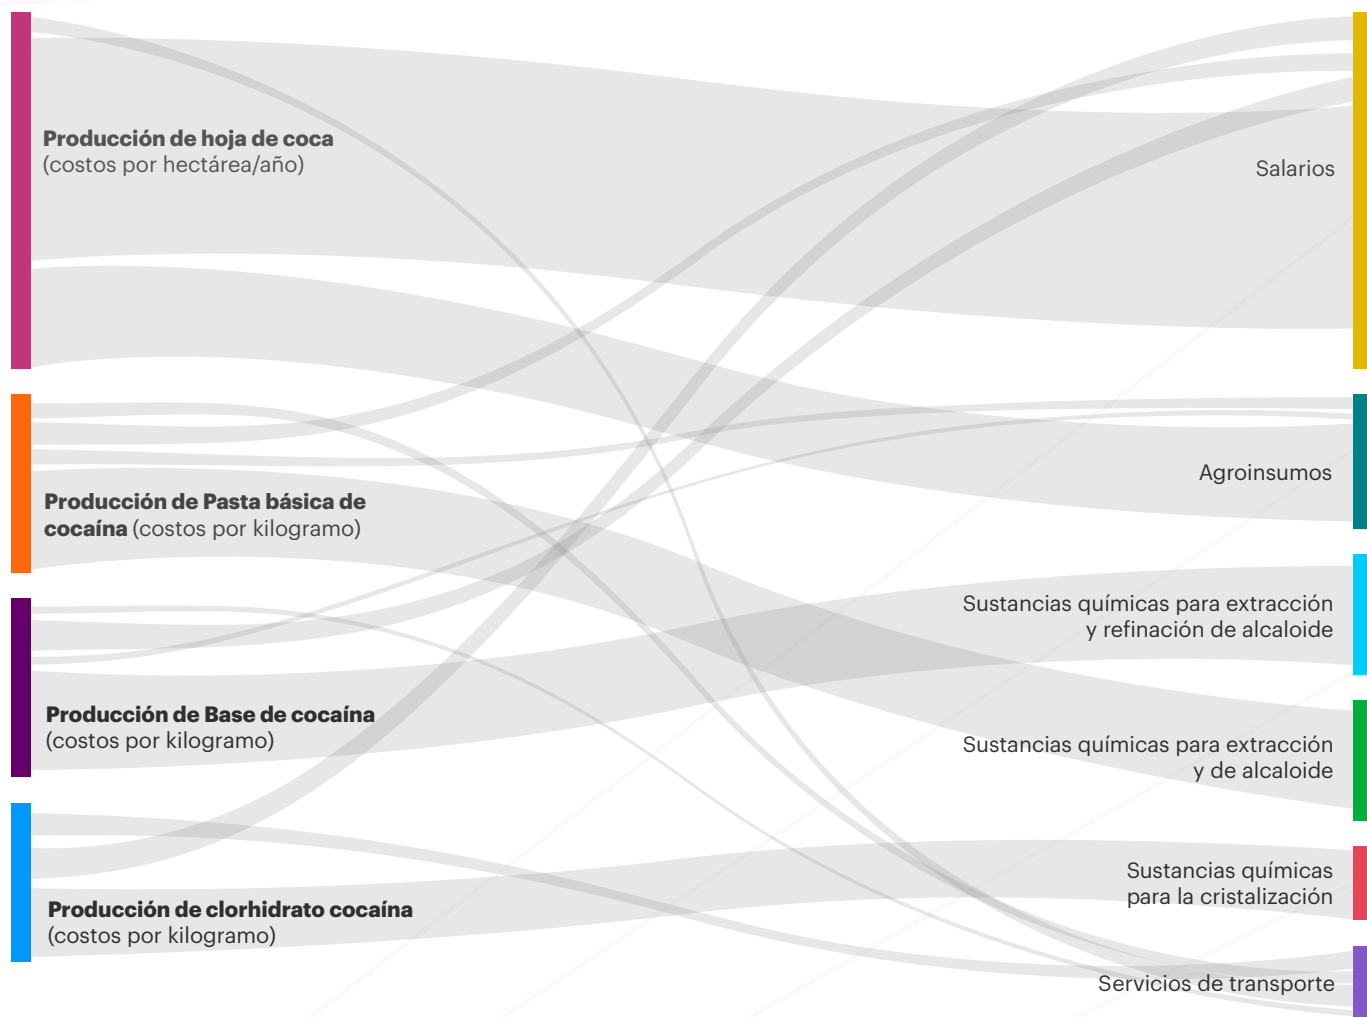 Producción de hoja de coca
(costos por hectárea/año)
Producción de Pasta básica de
cocaína (costos por kilogramo)
Producción de Base de cocaína
(costos por kilogramo)
Producción de clorhidrato cocaína
(costos por kilogramo)
Salarios
Agroinsumos
Sustancias químicas para extracción
y refinación de alcaloide
Sustancias químicas para extracción
y de alcaloide
Sustancias químicas
para la cristalización
Servicios de transporte